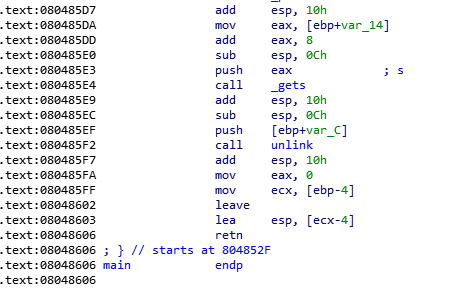 .text:080485D7 add esp, 10h
.text:080485DA mov eax, [ebp+var_14]
.text:080485DD add eax, 8
.text:080485E0 sub esp, 0Ch
.text:080485E3 push eax ; s
.text:080485E4 call _gets
.text:080485E9 add esp, 10h
.text:080485EC sub esp, 0Ch
.text:080485EF push [ebp+var_C]
.text:080485F2 call unlink
.text:080485F7 add esp, 10h
.text:080485FA mov eax, 0
.text:080485FF mov ecx, [ebp-4]
.text:08048602 leave
.text:08048603 lea esp, [ecx-4]
.text:08048606 retn
.text:08048606 ; } // starts at 804852F
.text:08048606 main endp
.text:08048606